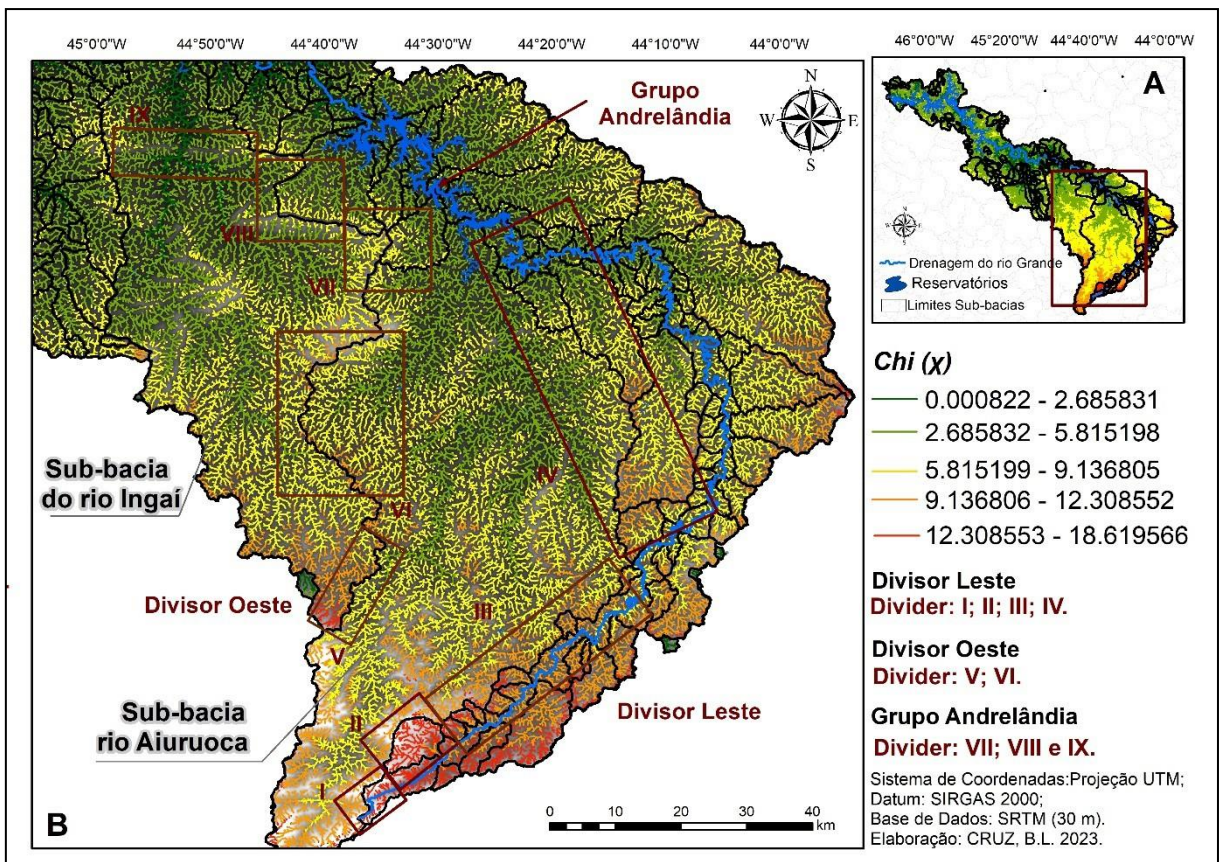 45°0'0"W
44°50'0"W
44°40'0"W
44°30'0"W
44°20'0"W
44°10'0"W
44°0'0"W
IX
VIII
VII
Grupo
Andrelândia
N
W E
S
Sub-bacia
do rio Ingaí
VI
IV
Divisor Oeste
III
V
Sub-bacia
rio Aiuruoca
II
I
Divisor Leste
B
0 10 20 30 40
km
46°0'0"W
45°20'0"W
44°40'0"W
44°0'0"W
A
N
W E
S
Drenagem do rio Grande
Reservatórios
Limites Sub-bacias
Chi (χ)
0.000822 - 2.685831
2.685832 - 5.815198
5.815199 - 9.136805
9.136806 - 12.308552
12.308553 - 18.619566
Divisor Leste
Divider: I; II; III; IV.
Divisor Oeste
Divider: V; VI.
Grupo Andrelândia
Divider: VII; VIII e IX.
Sistema de Coordenadas:Projeção UTM;
Datum: SIRGAS 2000;
Base de Dados: SRTM (30 m).
Elaboração: CRUZ, B.L. 2023.